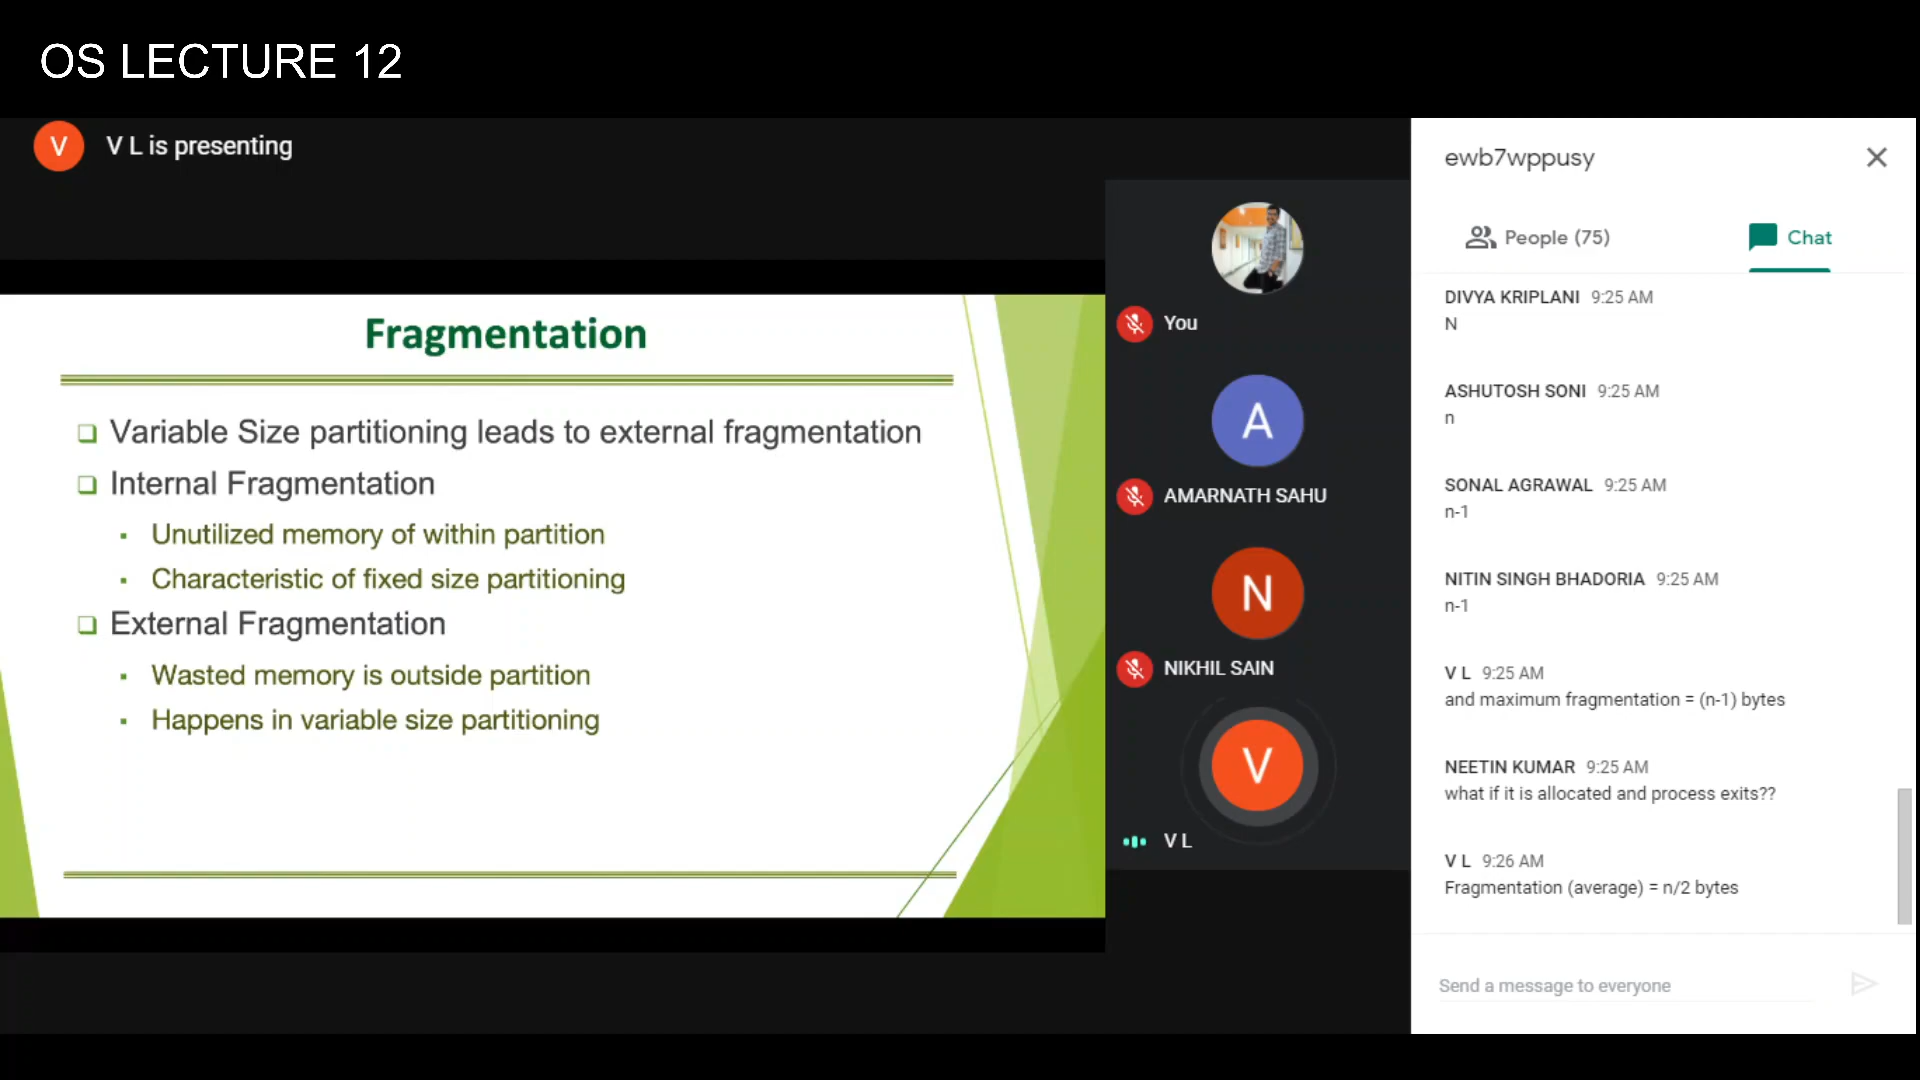 OS LECTURE 12
V
V L is presenting
Fragmentation
Variable Size partitioning leads to external fragmentation
Internal Fragmentation
Unutilized memory of within partition
Characteristic of fixed size partitioning
External Fragmentation
Wasted memory is outside partition
Happens in variable size partitioning
You
A
AMARNATH SAHU
N
NIKHIL SAIN
V
V L
ewb7wppusy
People (75)
Chat
DIVYA KRIPLANI 9:25 AM
N
ASHUTOSH SONI 9:25 AM
n
SONAL AGRAWAL 9:25 AM
n-1
NITIN SINGH BHADORIA 9:25 AM
n-1
V L 9:25 AM
and maximum fragmentation = (n-1) bytes
NEETIN KUMAR 9:25 AM
what if it is allocated and process exits??
V L 9:26 AM
Fragmentation (average) = n/2 bytes
Send a message to everyone